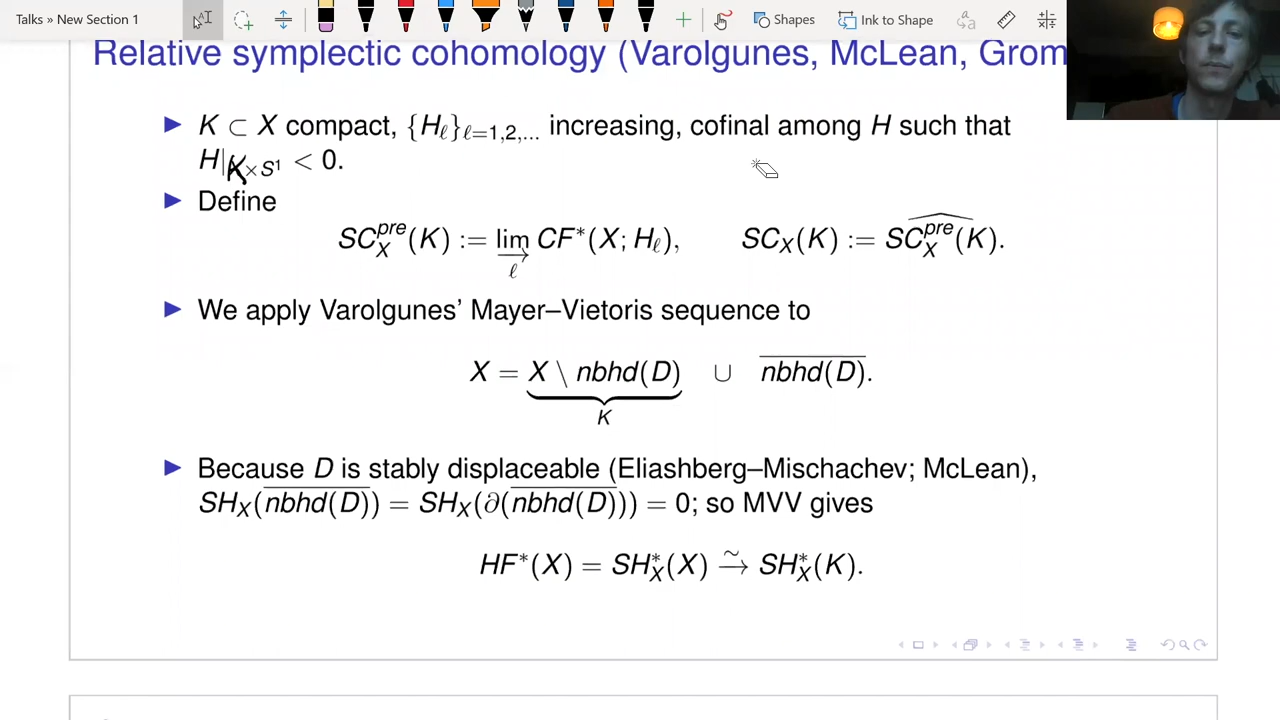 Talks » New Section 1
Shapes
Ink to Shape
Relative symplectic cohomology (Varolgunes, McLean, Grom
K ⊂ X compact, {H_ℓ}_{ℓ=1,2,...} increasing, cofinal among H such that
H|_{K×S^1} < 0.
Define
SC_X^{pre}(K) := \varinjlim_ℓ CF^*(X; H_ℓ), SC_X(K) := \widehat{SC_X^{pre}(K)}.
We apply Varolgunes' Mayer–Vietoris sequence to
X = \underbrace{X \setminus nbhd(D)}_{K} ∪ \overline{nbhd(D)}.
Because D is stably displaceable (Eliashberg–Mischachev; McLean),
SH_X(\overline{nbhd(D)}) = SH_X(∂(\overline{nbhd(D)})) = 0; so MVV gives
HF^*(X) = SH_X^*(X) \xrightarrow{∼} SH_X^*(K).